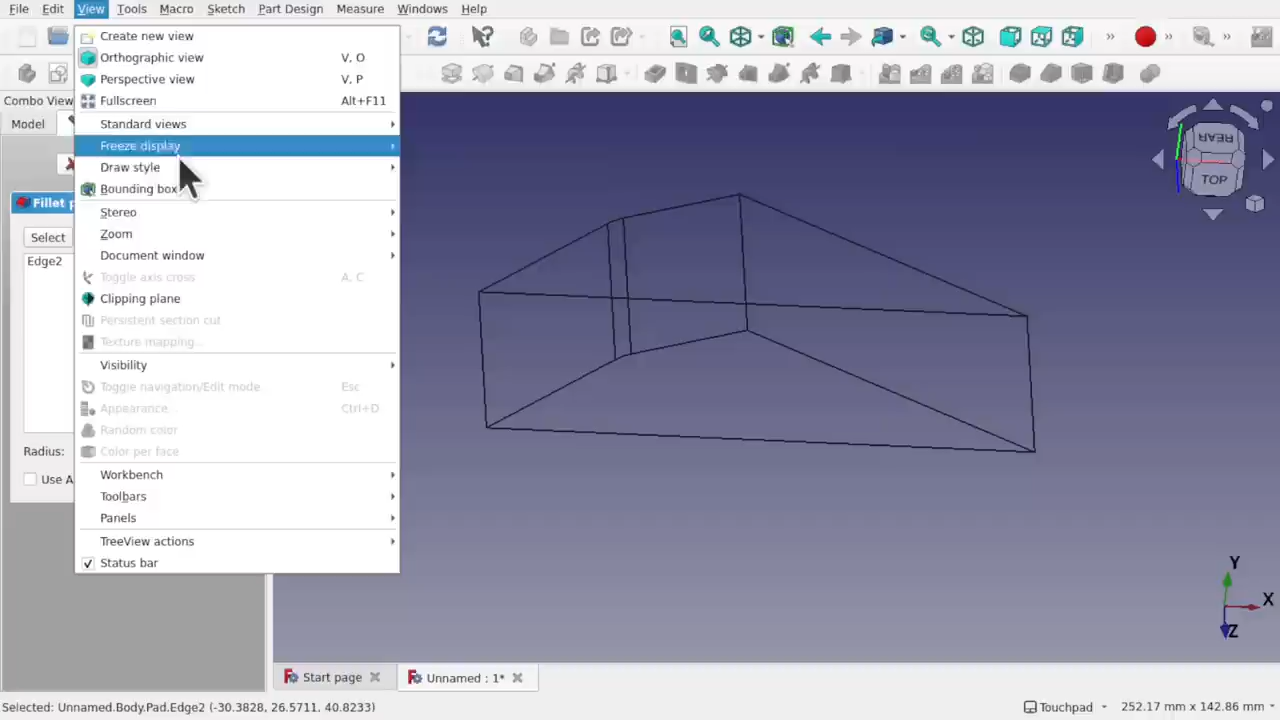 File Edit View Tools Macro Sketch Part Design Measure Windows Help
Create new view
Orthographic view V, O
Perspective view V, P
Fullscreen Alt+F11
Combo View
Model
Standard views
Freeze display
Draw style
Bounding box
Fillet p
Stereo
Select
Zoom
Edge2
Document window
Toggle axis cross A, C
Clipping plane
Persistent section cut
Texture mapping...
Visibility
Toggle navigation/Edit mode Esc
Appearance... Ctrl+D
Random color
Radius:
Color per face
Workbench
Use A
Toolbars
Panels
TreeView actions
Status bar
REAR
TOP
Y
X
Z
Start page Unnamed : 1*
Selected: Unnamed.Body.Pad.Edge2 (-30.3828, 26.5711, 40.8233) Touchpad 252.17 mm x 142.86 mm